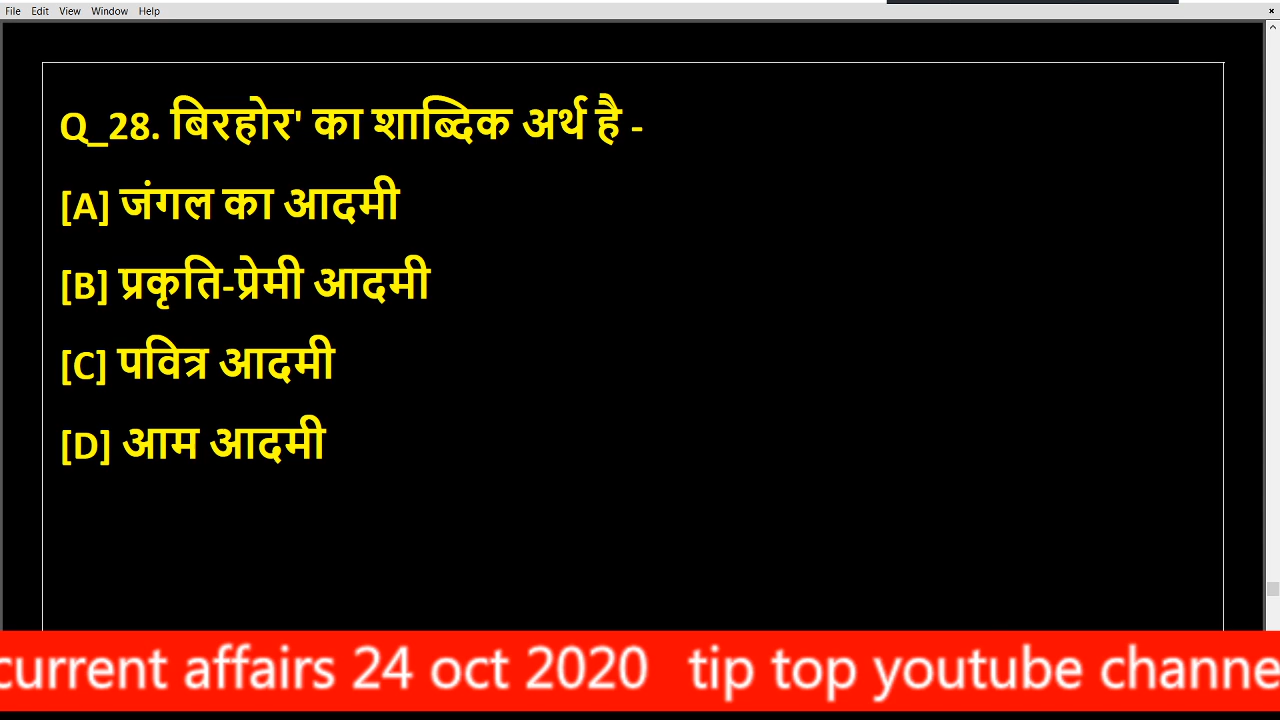 File Edit View Window Help
Q_28. बिरहोर' का शाब्दिक अर्थ है -
[A] जंगल का आदमी
[B] प्रकृति-प्रेमी आदमी
[C] पवित्र आदमी
[D] आम आदमी
current affairs 24 oct 2020 tip top youtube channe